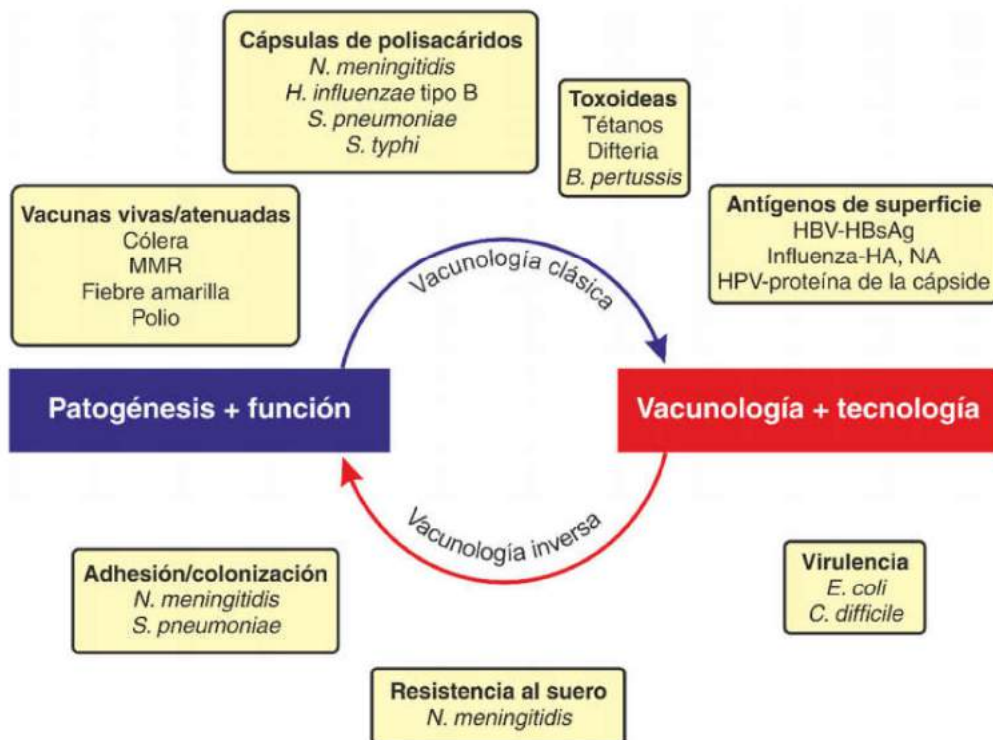 Cápsulas de polisacáridos
N. meningitidis
H. influenzae tipo B
S. pneumoniae
S. typhi
Toxoideas
Tétanos
Difteria
B. pertussis
Vacunas vivas/atenuadas
Cólera
MMR
Fiebre amarilla
Polio
Antígenos de superficie
HBV-HBsAg
Influenza-HA, NA
HPV-proteína de la cápside
Vacunología clásica
Patogénesis + función
Vacunología + tecnología
Vacunología inversa
Adhesión/colonización
N. meningitidis
S. pneumoniae
Virulencia
E. coli
C. difficile
Resistencia al suero
N. meningitidis